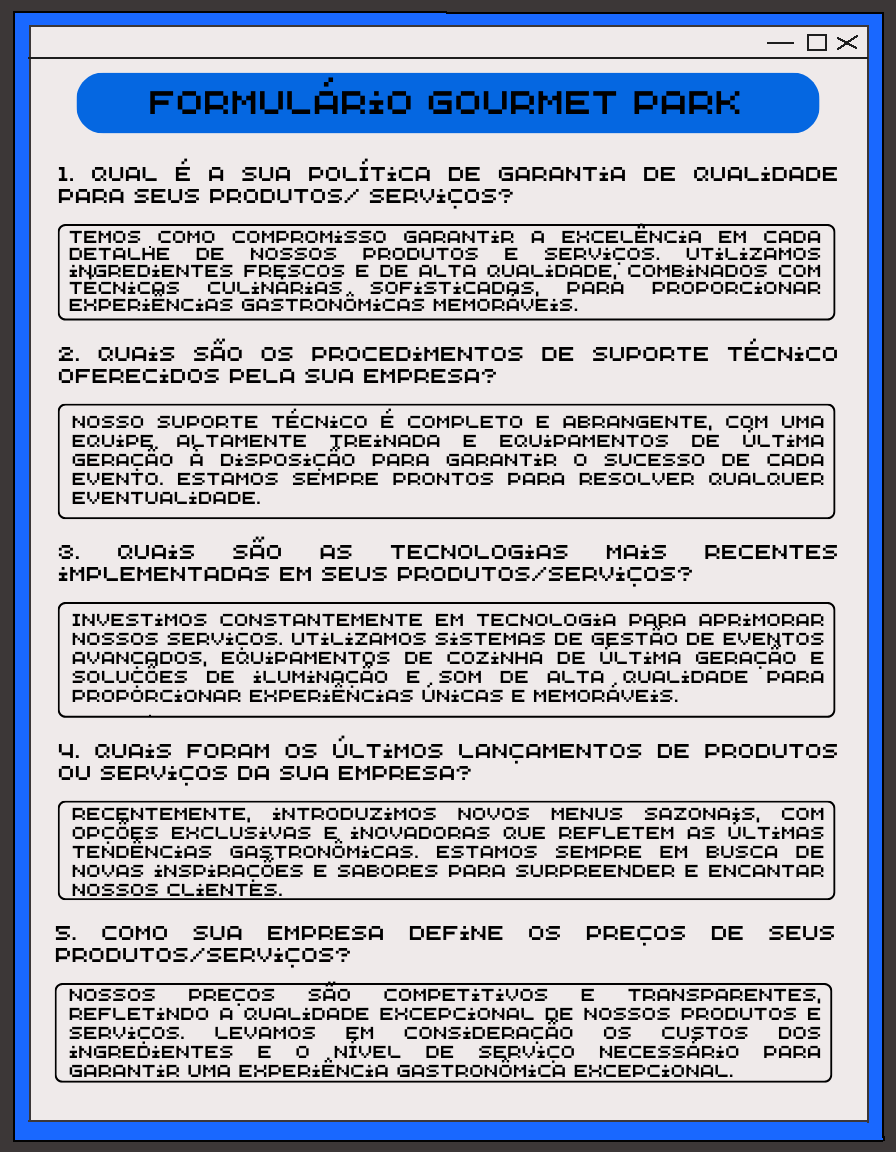 FORMULÁRIO GOURMET PARK
1. QUAL É A SUA POLÍTICA DE GARANTIA DE QUALIDADE
PARA SEUS PRODUTOS/ SERVIÇOS?
TEMOS COMO COMPROMISSO GARANTIR A EXCELÊNCIA EM CADA
DETALHE DE NOSSOS PRODUTOS E SERVIÇOS. UTILIZAMOS
INGREDIENTES FRESCOS E DE ALTA QUALIDADE, COMBINADOS COM
TÉCNICAS CULINÁRIAS SOFISTICADAS, PARA PROPORCIONAR
EXPERIÊNCIAS GASTRONÔMICAS MEMORÁVEIS.
2. QUAIS SÃO OS PROCEDIMENTOS DE SUPORTE TÉCNICO
OFERECIDOS PELA SUA EMPRESA?
NOSSO SUPORTE TÉCNICO É COMPLETO E ABRANGENTE, COM UMA
EQUIPE ALTAMENTE TREINADA E EQUIPAMENTOS DE ÚLTIMA
GERAÇÃO À DISPOSIÇÃO PARA GARANTIR O SUCESSO DE CADA
EVENTO. ESTAMOS SEMPRE PRONTOS PARA RESOLVER QUALQUER
EVENTUALIDADE.
3. QUAIS SÃO AS TECNOLOGIAS MAIS RECENTES
IMPLEMENTADAS EM SEUS PRODUTOS/SERVIÇOS?
INVESTIMOS CONSTANTEMENTE EM TECNOLOGIA PARA APRIMORAR
NOSSOS SERVIÇOS. UTILIZAMOS SISTEMAS DE GESTÃO DE EVENTOS
AVANÇADOS, EQUIPAMENTOS DE COZINHA DE ÚLTIMA GERAÇÃO E
SOLUÇÕES DE ILUMINAÇÃO E SOM DE ALTA QUALIDADE PARA
PROPORCIONAR EXPERIÊNCIAS ÚNICAS E MEMORÁVEIS.
4. QUAIS FORAM OS ÚLTIMOS LANÇAMENTOS DE PRODUTOS
OU SERVIÇOS DA SUA EMPRESA?
RECENTEMENTE, INTRODUZIMOS NOVOS MENUS SAZONAIS, COM
OPÇÕES EXCLUSIVAS E INOVADORAS QUE REFLETEM AS ÚLTIMAS
TENDÊNCIAS GASTRONÔMICAS. ESTAMOS SEMPRE EM BUSCA DE
NOVAS INSPIRAÇÕES E SABORES PARA SURPREENDER E ENCANTAR
NOSSOS CLIENTES.
5. COMO SUA EMPRESA DEFINE OS PREÇOS DE SEUS
PRODUTOS/SERVIÇOS?
NOSSOS PREÇOS SÃO COMPETITIVOS E TRANSPARENTES,
REFLETINDO A QUALIDADE EXCEPCIONAL DE NOSSOS PRODUTOS E
SERVIÇOS. LEVAMOS EM CONSIDERAÇÃO OS CUSTOS DOS
INGREDIENTES E O NÍVEL DE SERVIÇO NECESSÁRIO PARA
GARANTIR UMA EXPERIÊNCIA GASTRONÔMICA EXCEPCIONAL.